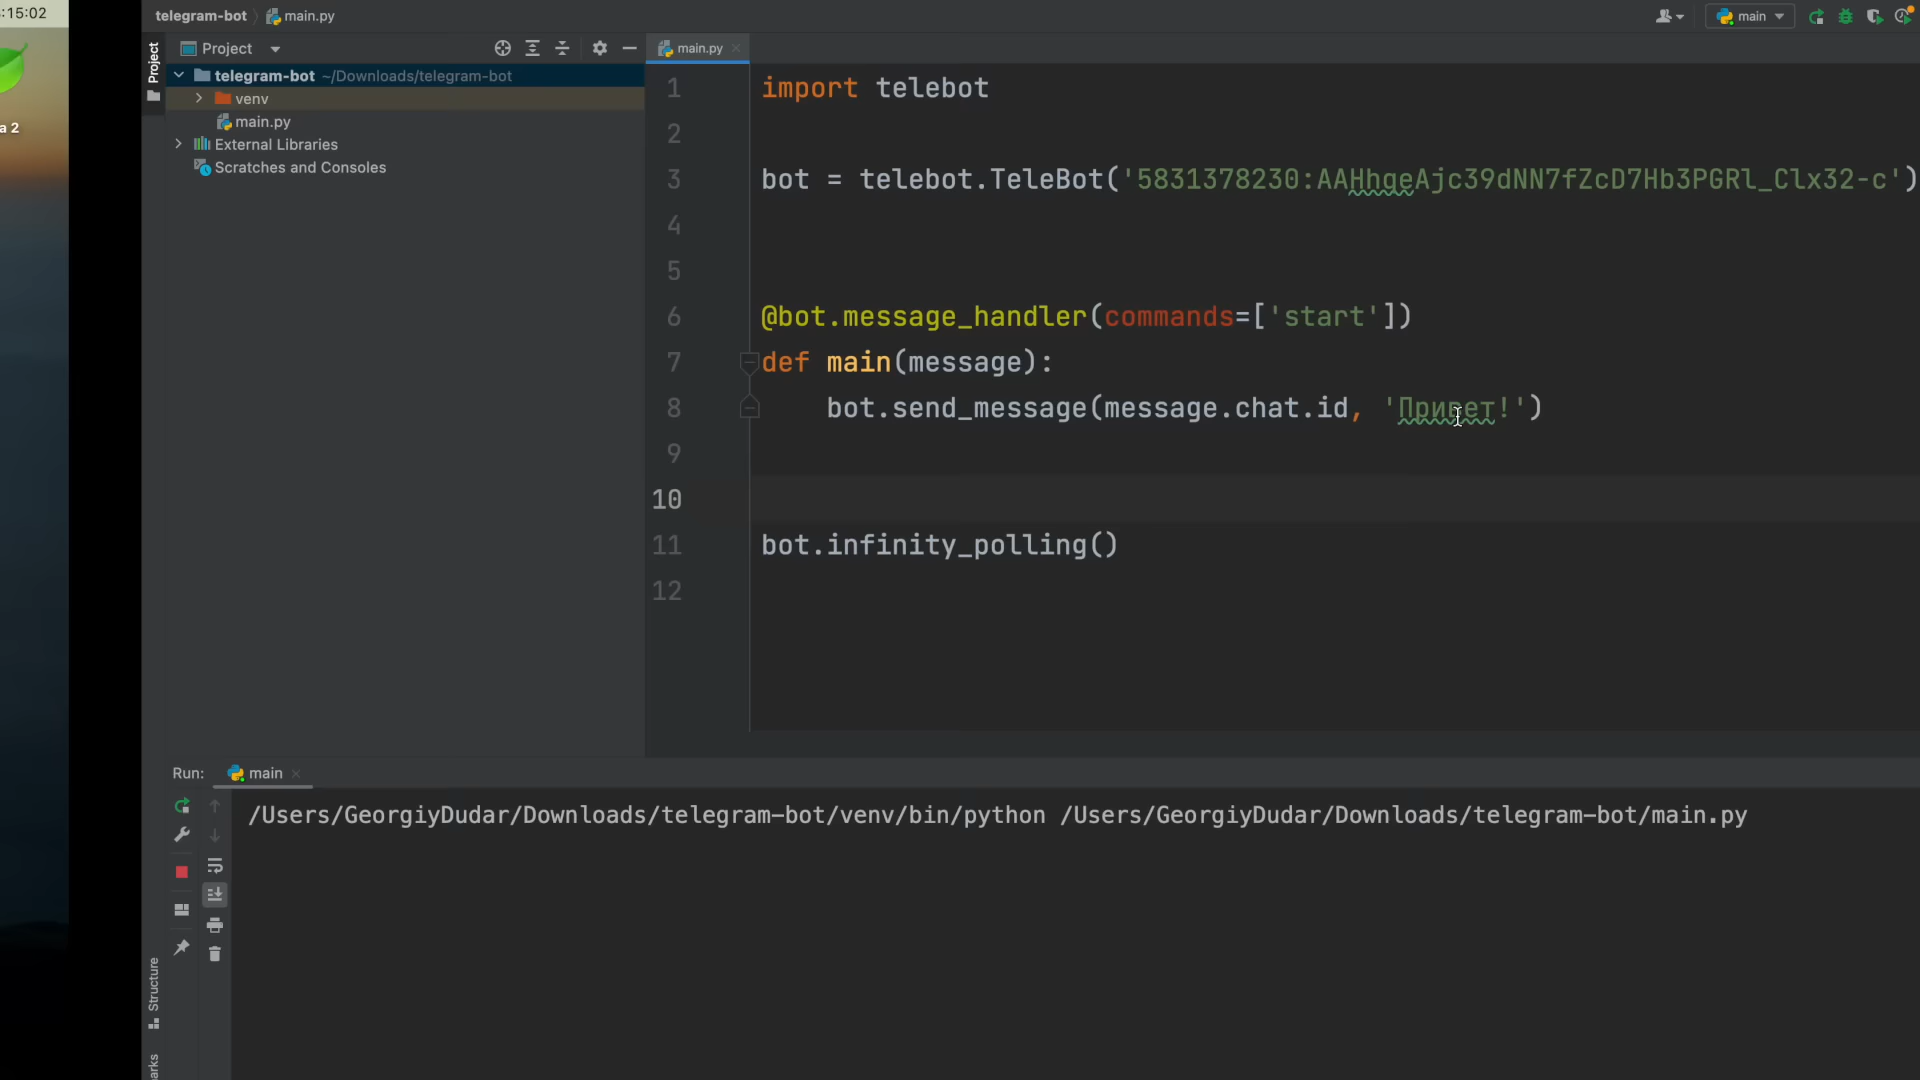 :15:02
a 2
telegram-bot main.py
main
Project
Project
telegram-bot ~/Downloads/telegram-bot
venv
main.py
External Libraries
Scratches and Consoles
main.py
1 import telebot
2
3 bot = telebot.TeleBot('5831378230:AAHhqeAjc39dNN7fZcD7Hb3PGRl_Clx32-c')
4
5
6 @bot.message_handler(commands=['start'])
7 def main(message):
8 bot.send_message(message.chat.id, 'Привет!')
9
10
11 bot.infinity_polling()
12
Run: main
/Users/GeorgiyDudar/Downloads/telegram-bot/venv/bin/python /Users/GeorgiyDudar/Downloads/telegram-bot/main.py
Structure
arks